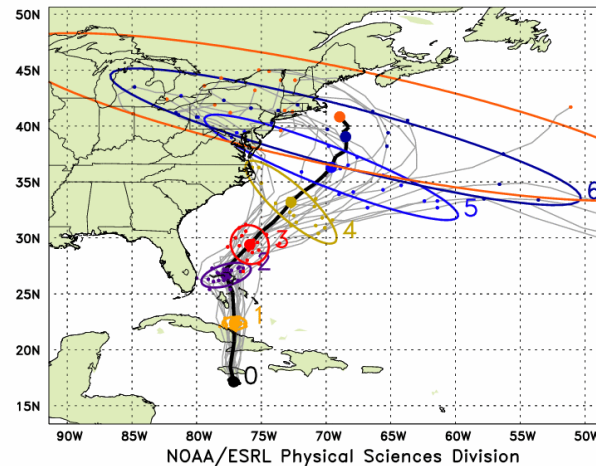 50N
45N
40N
35N
30N
25N
20N
15N
6
5
4
3
2
1
0
90W 85W 80W 75W 70W 65W 60W 55W 50W
NOAA/ESRL Physical Sciences Division